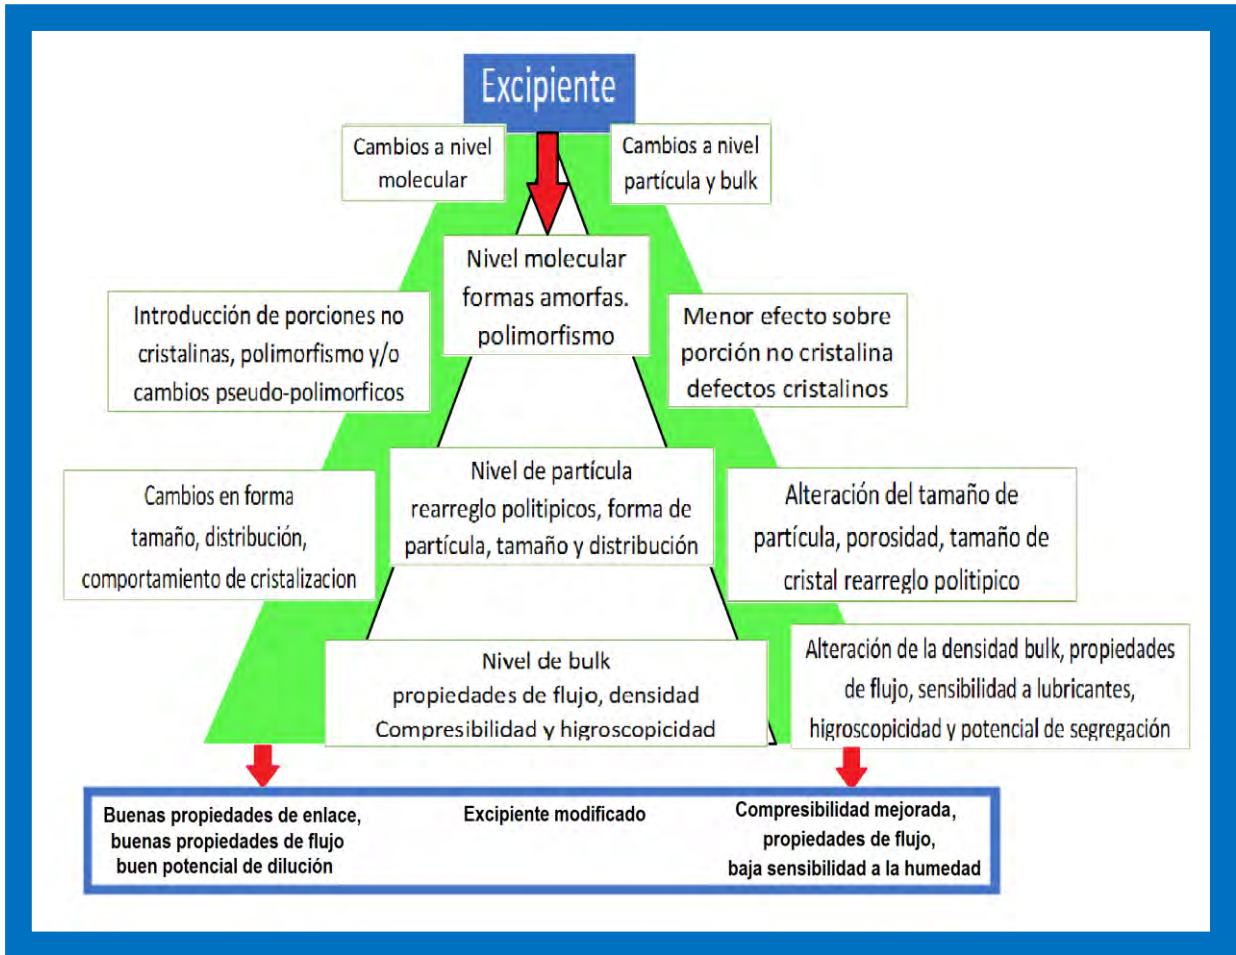 Excipiente
Cambios a nivel
molecular
Cambios a nivel
partícula y bulk
Nivel molecular
formas amorfas.
polimorfismo
Introducción de porciones no
cristalinas, polimorfismo y/o
cambios pseudo-polimorficos
Menor efecto sobre
porción no cristalina
defectos cristalinos
Nivel de partícula
rearreglo politipicos, forma de
partícula, tamaño y distribución
Cambios en forma
tamaño, distribución,
comportamiento de cristalizacion
Alteración del tamaño de
partícula, porosidad, tamaño de
cristal rearreglo politipico
Nivel de bulk
propiedades de flujo, densidad
Compresibilidad y higroscopicidad
Alteración de la densidad bulk, propiedades
de flujo, sensibilidad a lubricantes,
higroscopicidad y potencial de segregación
Buenas propiedades de enlace,
buenas propiedades de flujo
buen potencial de dilución
Excipiente modificado
Compresibilidad mejorada,
propiedades de flujo,
baja sensibilidad a la humedad